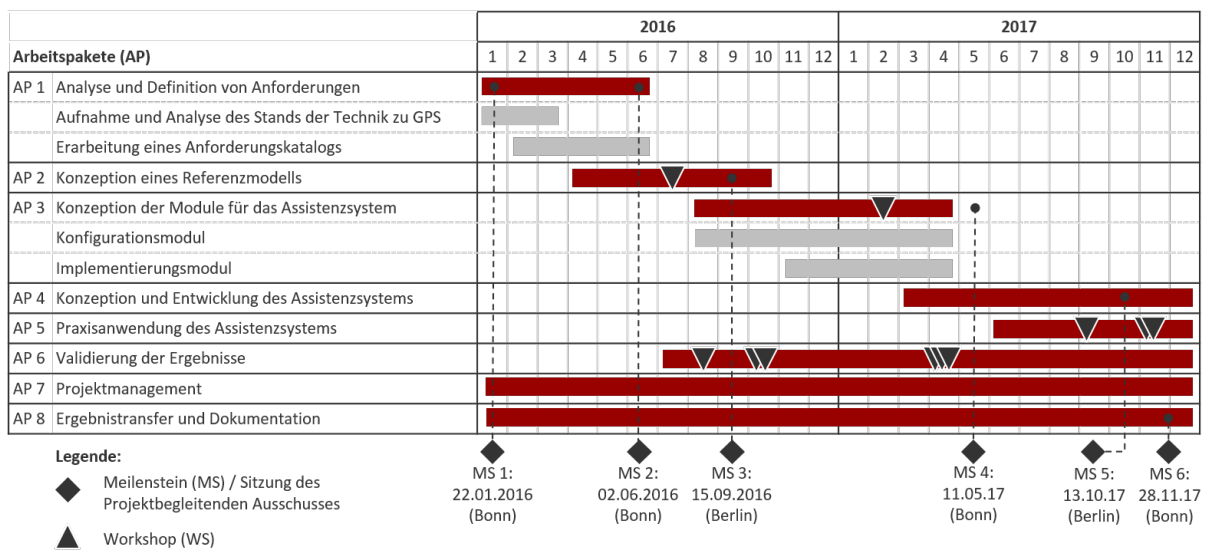 2016 2017
Arbeitspakete (AP) 1 2 3 4 5 6 7 8 9 10 11 12 1 2 3 4 5 6 7 8 9 10 11 12
AP 1 Analyse und Definition von Anforderungen
Aufnahme und Analyse des Stands der Technik zu GPS
Erarbeitung eines Anforderungskatalogs
AP 2 Konzeption eines Referenzmodells
AP 3 Konzeption der Module für das Assistenzsystem
Konfigurationsmodul
Implementierungsmodul
AP 4 Konzeption und Entwicklung des Assistenzsystems
AP 5 Praxisanwendung des Assistenzsystems
AP 6 Validierung der Ergebnisse
AP 7 Projektmanagement
AP 8 Ergebnistransfer und Dokumentation
Legende:
Meilenstein (MS) / Sitzung des
Projektbegleitenden Ausschusses
Workshop (WS)
MS 1:
22.01.2016
(Bonn)
MS 2:
02.06.2016
(Bonn)
MS 3:
15.09.2016
(Berlin)
MS 4:
11.05.17
(Bonn)
MS 5:
13.10.17
(Berlin)
MS 6:
28.11.17
(Bonn)